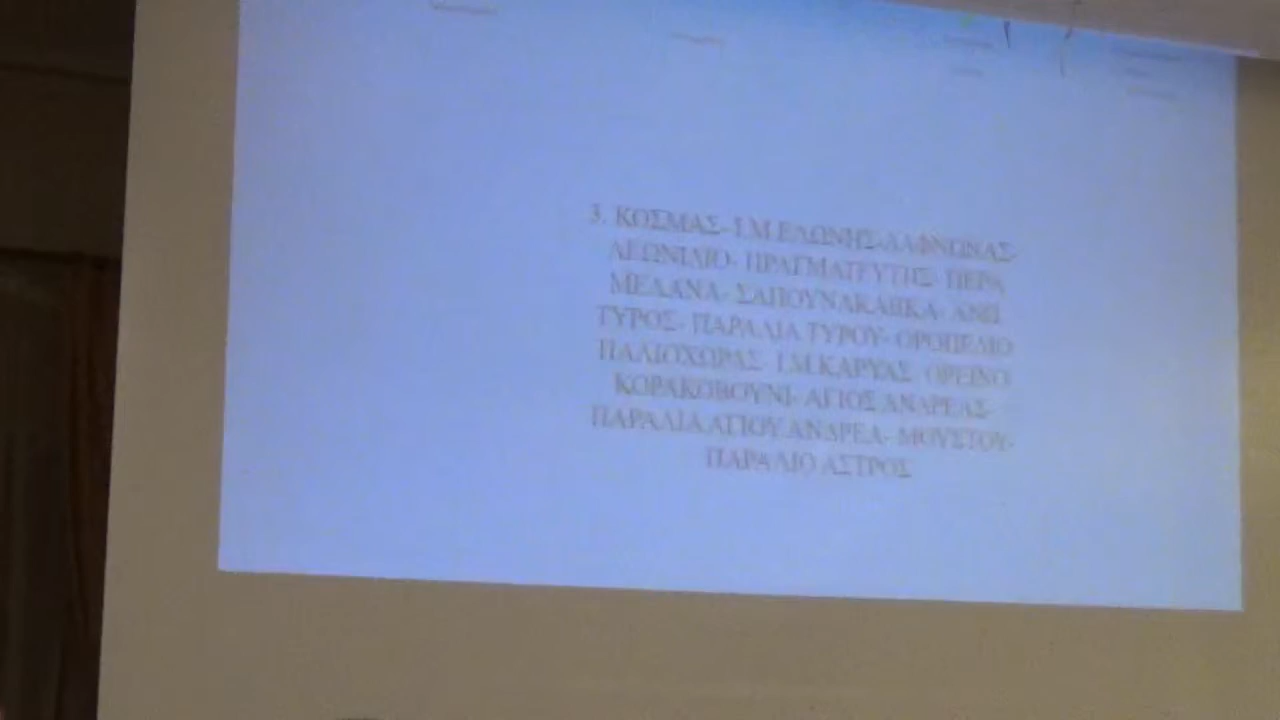 3. ΚΟΣΜΑΣ- Ι.Μ ΕΛΩΝΗΣ-ΔΑΦΝΩΝΑΣ-
ΛΕΩΝΙΔΙΟ- ΠΡΑΓΜΑΤΕΥΤΗΣ- ΠΕΡΑ
ΜΕΛΑΝΑ- ΣΑΠΟΥΝΑΚΑΙΙΚΑ- ΑΝΩ
ΤΥΡΟΣ- ΠΑΡΑΛΙΑ ΤΥΡΟΥ- ΟΡΟΠΕΔΙΟ
ΠΑΛΙΟΧΩΡΑΣ- Ι.Μ ΚΑΡΥΑΣ- ΟΡΕΙΝΟ
ΚΟΡΑΚΟΒΟΥΝΙ- ΑΓΙΟΣ ΑΝΔΡΕΑΣ-
ΠΑΡΑΛΙΑ ΑΓΙΟΥ ΑΝΔΡΕΑ- ΜΟΥΣΤΟΥ-
ΠΑΡΑΛΙΟ ΑΣΤΡΟΣ